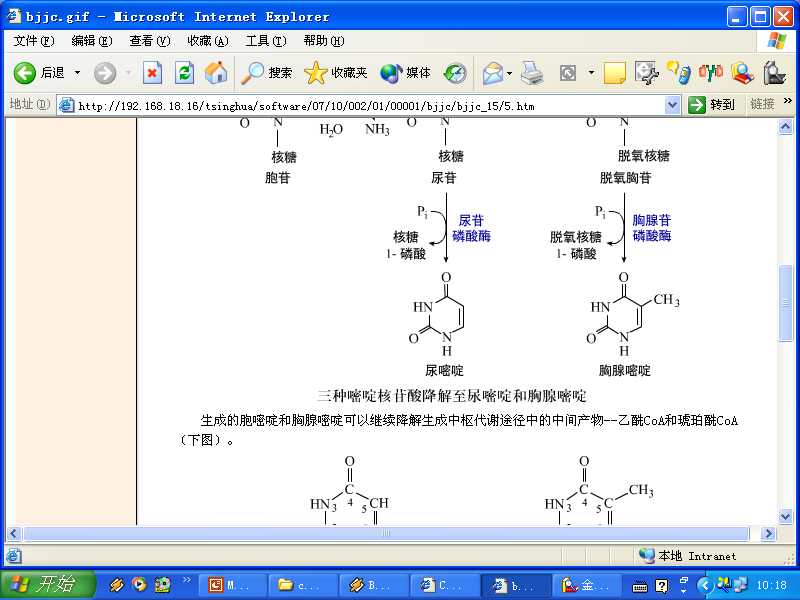 bjjc.gif - Microsoft Internet Explorer
文件(F) 编辑(E) 查看(V) 收藏(A) 工具(T) 帮助(H)
后退 搜索 收藏夹 媒体
地址(D) http://192.168.18.16/tsinghua/software/07/10/002/01/00001/bjjc/bjjc_15/5.htm 转到 链接 »
O N H2O NH3 O N O N
核糖 核糖 脱氧核糖
胞苷 尿苷 脱氧胸苷
Pi 尿苷 Pi 胸腺苷
核糖 磷酸酶 脱氧核糖 磷酸酶
1- 磷酸 1- 磷酸
O O
HN HN CH3
O N O N
H H
尿嘧啶 胸腺嘧啶
三种嘧啶核苷酸降解至尿嘧啶和胸腺嘧啶
生成的胞嘧啶和胸腺嘧啶可以继续降解生成中枢代谢途径中的中间产物--乙酰CoA和琥珀酰CoA
(下图)。
O O
C C CH3
HN3 4 5 CH HN3 4 5 C
本地 Intranet
开始 » M... c... B... C... b... 金... 10:18